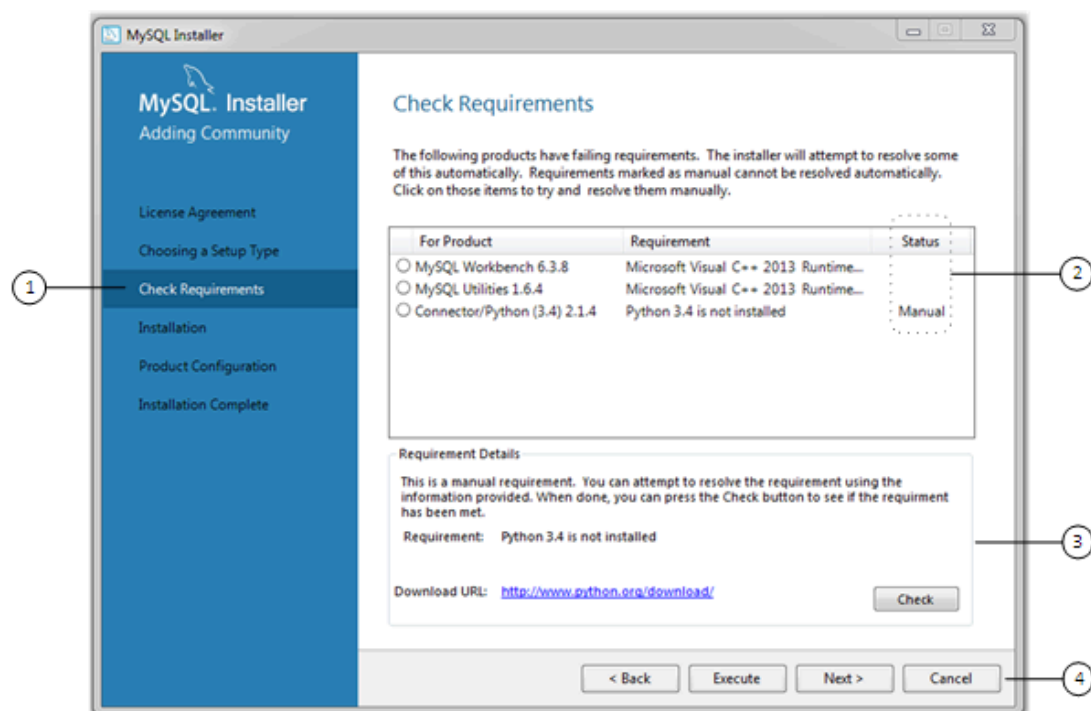 MySQL Installer
MySQL. Installer
Adding Community
License Agreement
Choosing a Setup Type
Check Requirements
Installation
Product Configuration
Installation Complete
1
Check Requirements
The following products have failing requirements. The installer will attempt to resolve some
of this automatically. Requirements marked as manual cannot be resolved automatically.
Click on those items to try and resolve them manually.
For Product Requirement Status
MySQL Workbench 6.3.8 Microsoft Visual C++ 2013 Runtime...
MySQL Utilities 1.6.4 Microsoft Visual C++ 2013 Runtime...
Connector/Python (3.4) 2.1.4 Python 3.4 is not installed Manual
2
Requirement Details
This is a manual requirement. You can attempt to resolve the requirement using the
information provided. When done, you can press the Check button to see if the requirment
has been met.
Requirement: Python 3.4 is not installed
3
Download URL: http://www.python.org/download/
Check
< Back Execute Next > Cancel
4